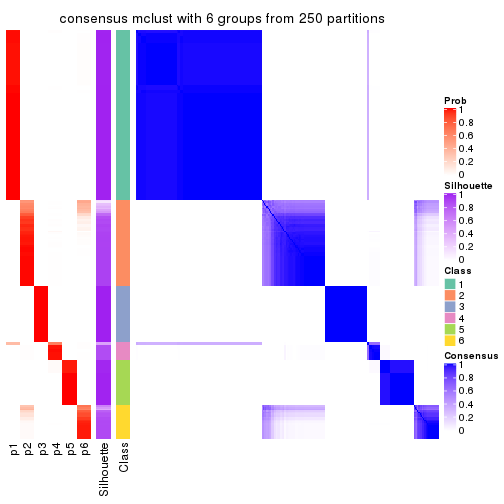 consensus mclust with 6 groups from 250 partitions
Prob
1
0.8
0.6
0.4
0.2
0
Silhouette
1
0.8
0.6
0.4
0.2
0
Class
1
2
3
4
5
6
Consensus
1
0.8
0.6
0.4
0.2
0
p1
p2
p3
p4
p5
p6
Silhouette
Class